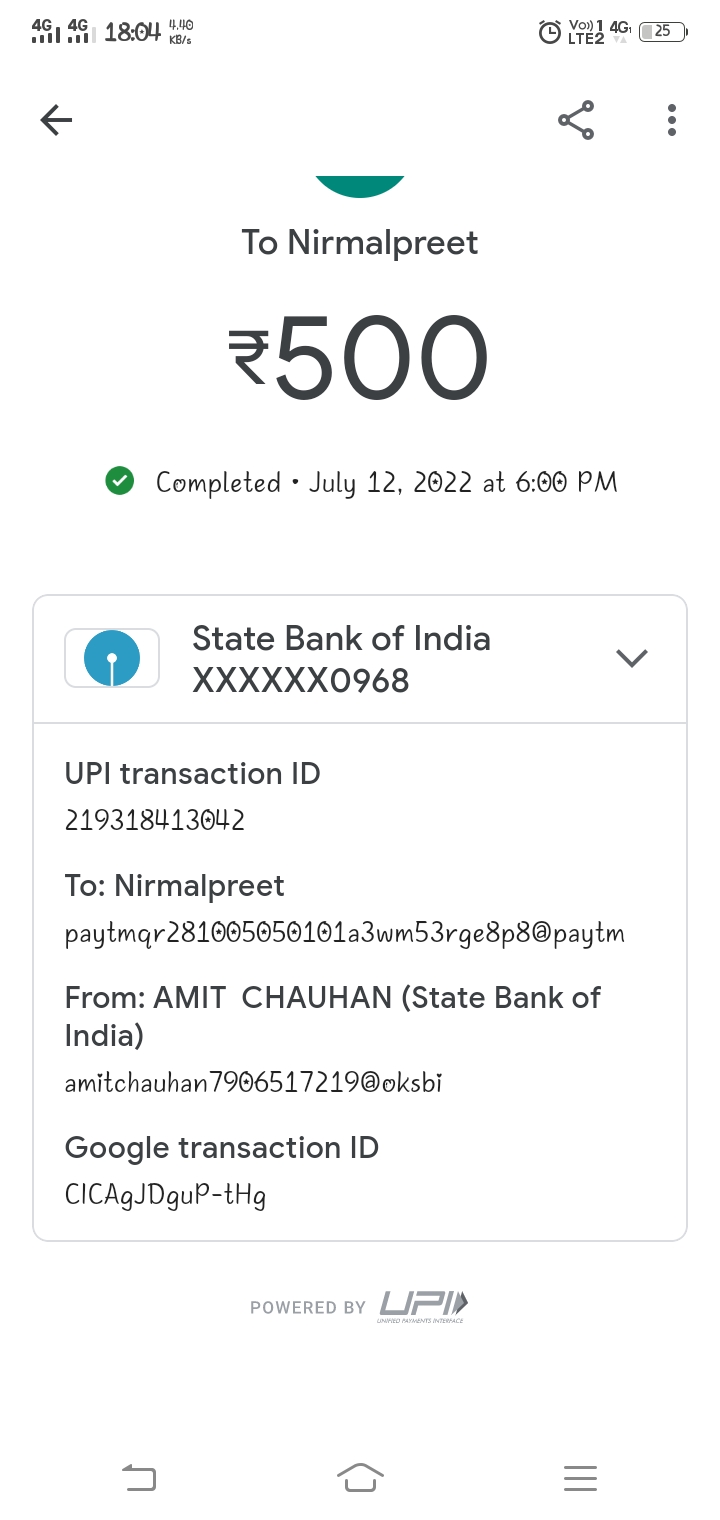 4G 4G 18:04 4.40 KB/s Vo)) 1 LTE2 4G 25
To Nirmalpreet
₹500
Completed • July 12, 2022 at 6:00 PM
State Bank of India
XXXXXX0968
UPI transaction ID
219318413042
To: Nirmalpreet
paytmqr281005050101a3wm53rge8p8@paytm
From: AMIT CHAUHAN (State Bank of
India)
amitchauhan7906517219@oksbi
Google transaction ID
CICAgJDguP-tHg
POWERED BY UPI
UNIFIED PAYMENTS INTERFACE